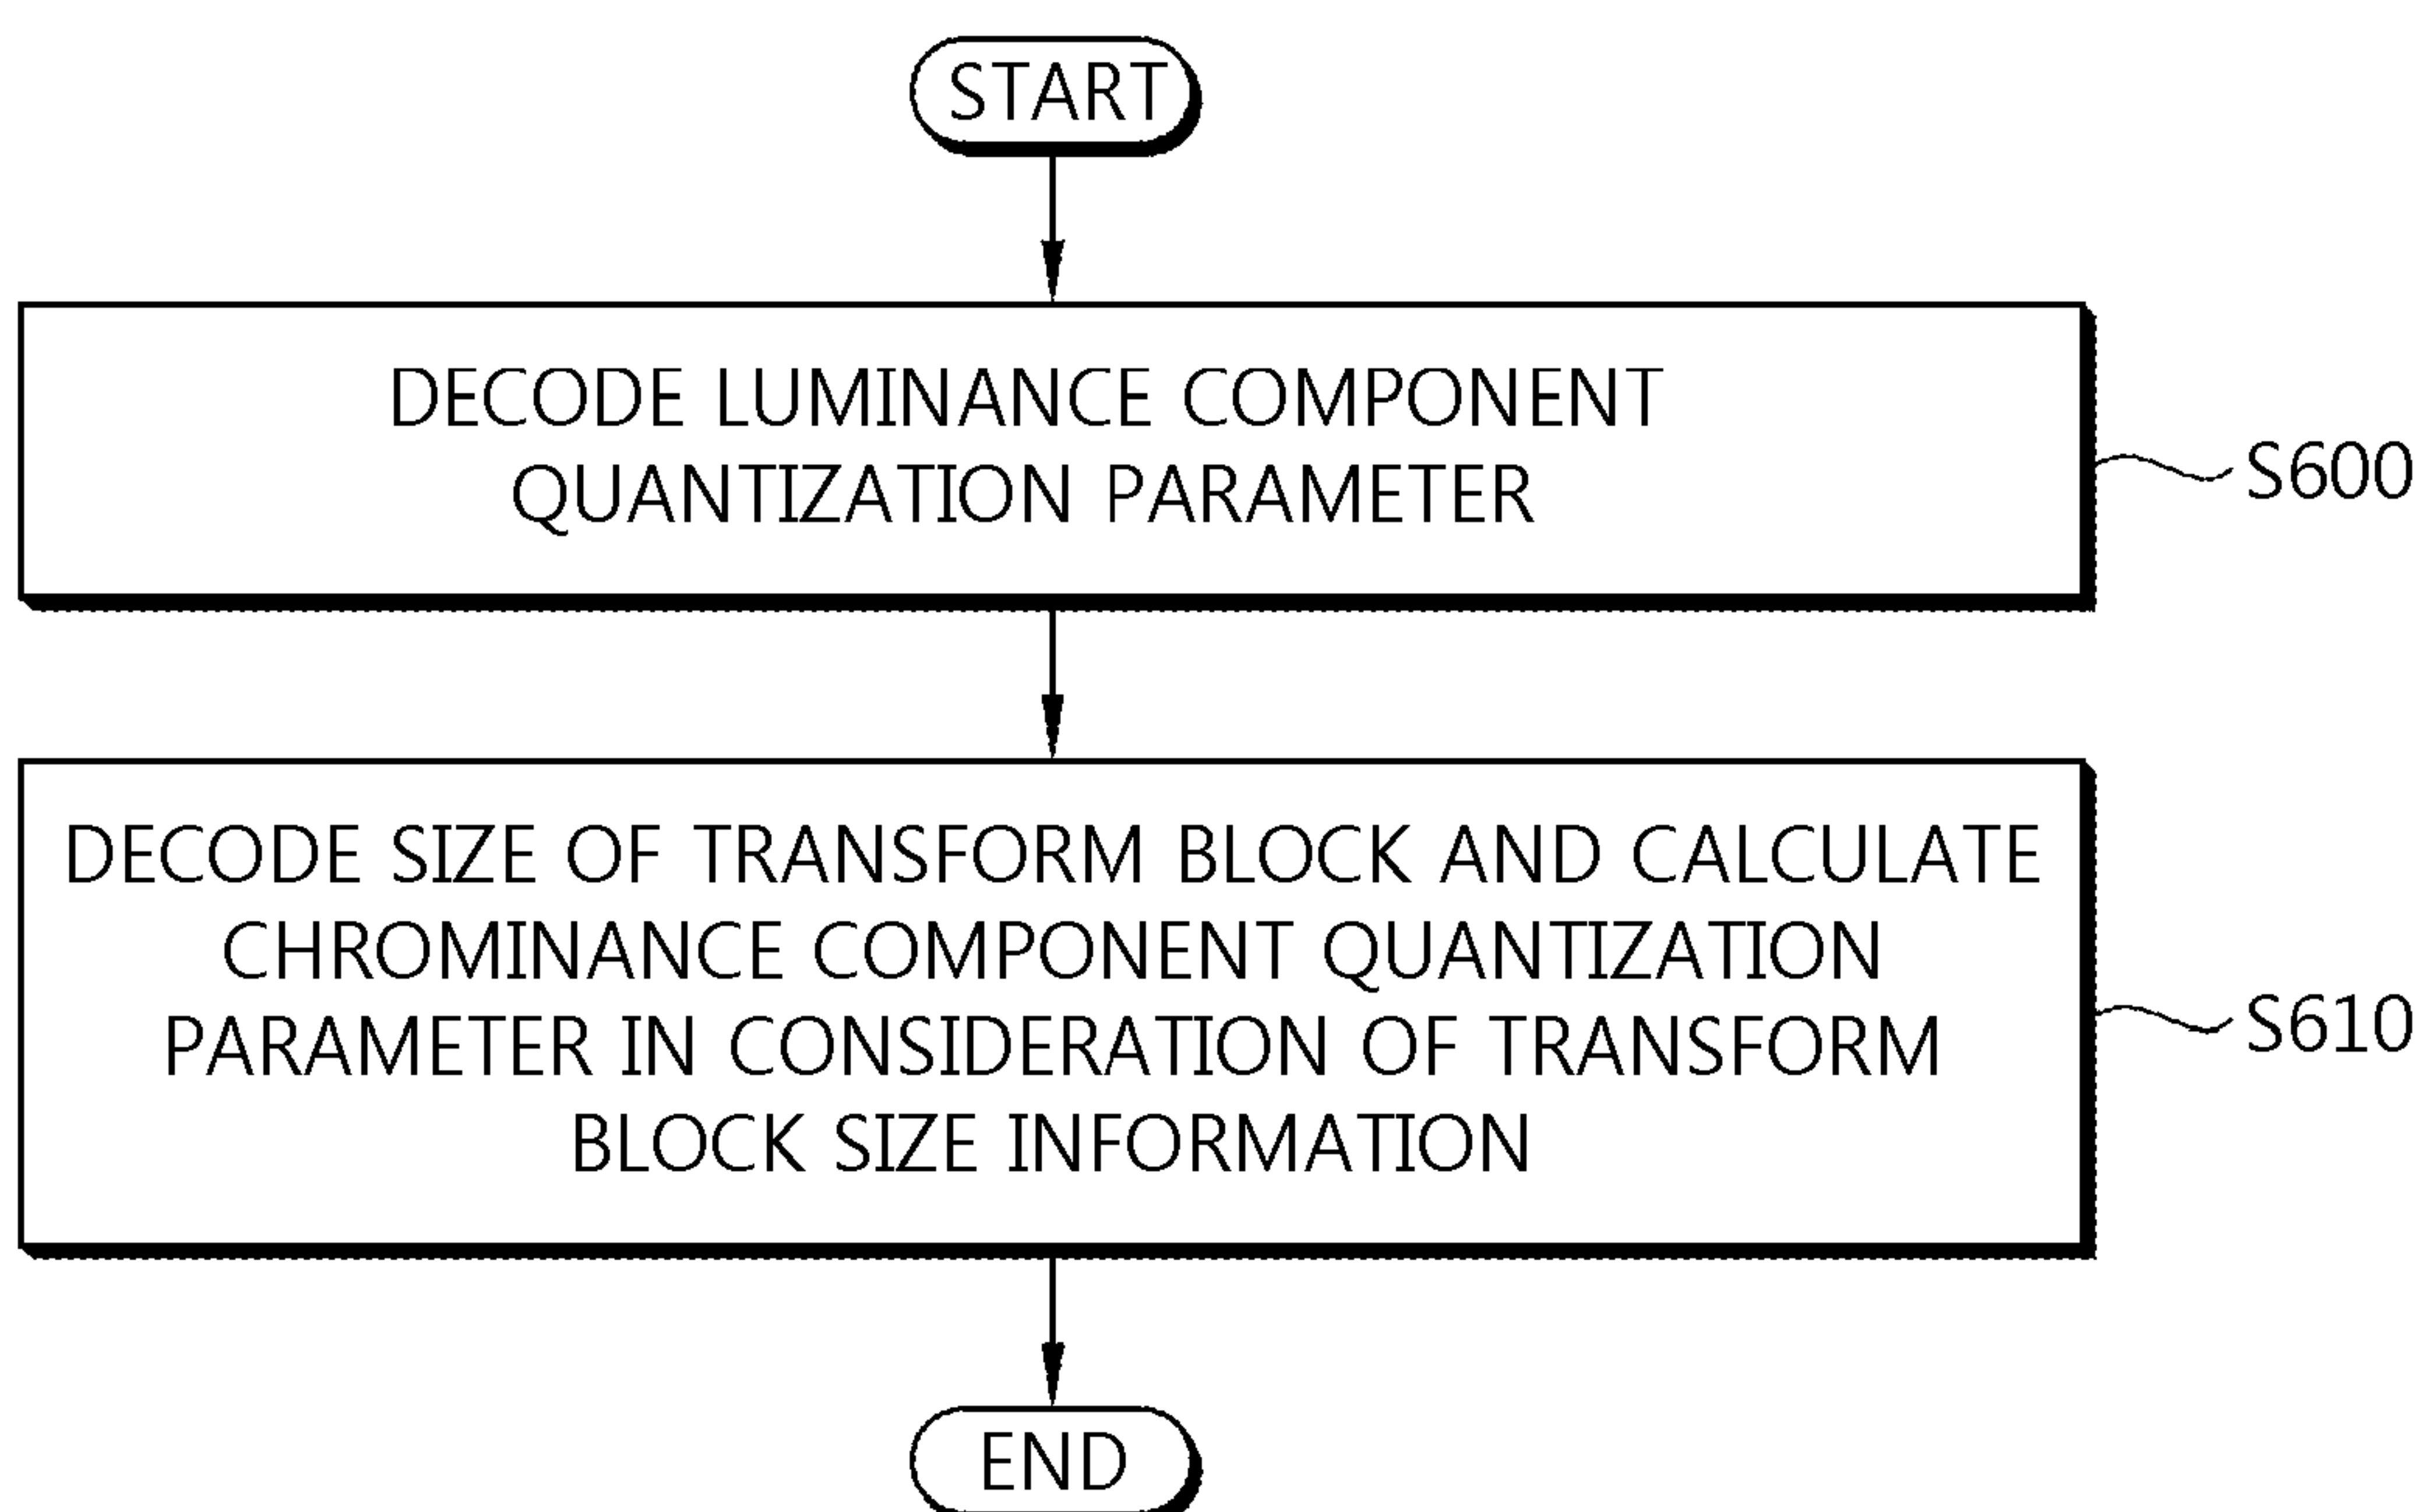 START
DECODE LUMINANCE COMPONENT
QUANTIZATION PARAMETER
S600
DECODE SIZE OF TRANSFORM BLOCK AND CALCULATE
CHROMINANCE COMPONENT QUANTIZATION
PARAMETER IN CONSIDERATION OF TRANSFORM
BLOCK SIZE INFORMATION
S610
END